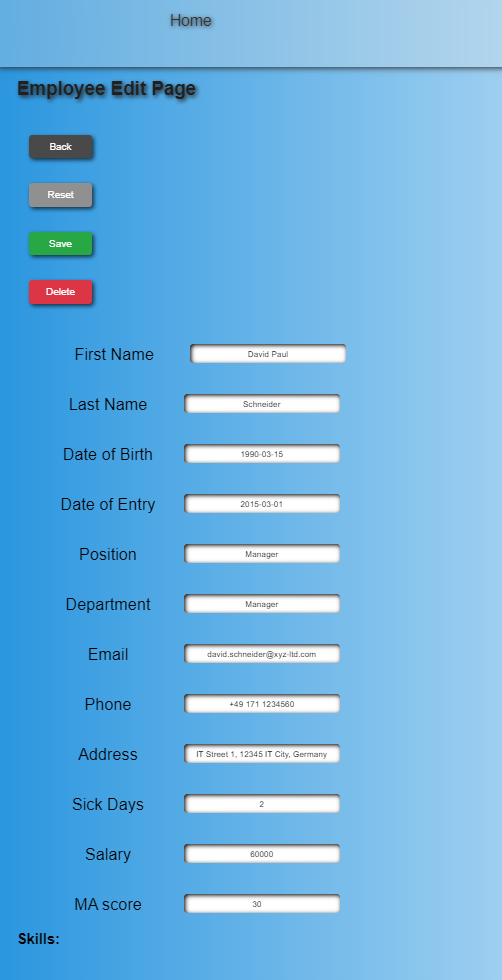 Home
Employee Edit Page
Back
Reset
Save
Delete
First Name David Paul
Last Name Schneider
Date of Birth 1990-03-15
Date of Entry 2015-03-01
Position Manager
Department Manager
Email david.schneider@xyz-ltd.com
Phone +49 171 1234560
Address IT Street 1, 12345 IT City, Germany
Sick Days 2
Salary 60000
MA score 30
Skills: